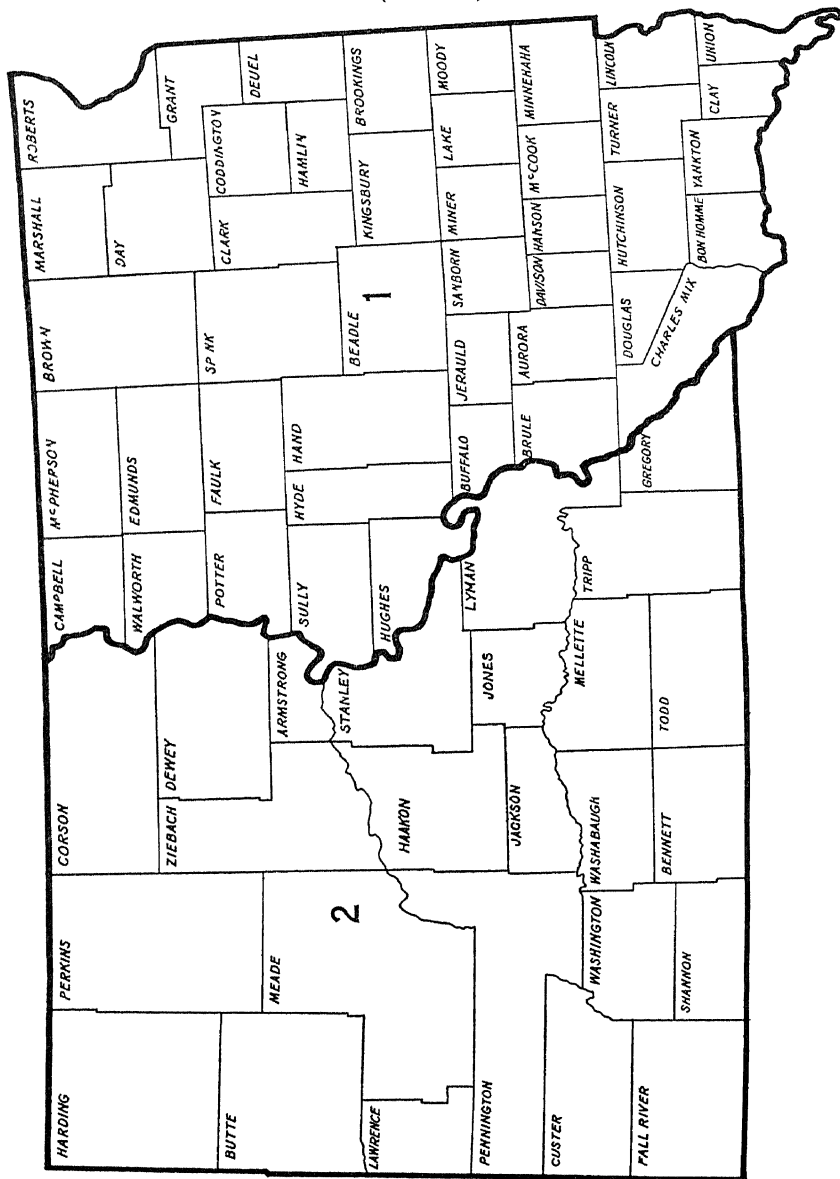 HARDING
PERKINS
CORSON
CAMPBELL
McPHERSON
BROWN
MARSHALL
ROBERTS
BUTTE
MEADE
ZIEBACH
DEWEY
WALWORTH
EDMUNDS
DAY
GRANT
LAWRENCE
2
ARMSTRONG
POTTER
FAULK
SPINK
CLARK
CODDINGTON
DEUEL
HAMLIN
STANLEY
SULLY
HYDE
HAND
BEADLE
1
KINGSBURY
BROOKINGS
PENNINGTON
HAAKON
HUGHES
BUFFALO
JERAULD
SANBORN
MINER
LAKE
MOODY
JACKSON
JONES
LYMAN
BRULE
AURORA
DAVISON
HANSON
McCOOK
MINNEHAHA
CUSTER
WASHINGTON
WASHABAUGH
MELLETTE
TRIPP
GREGORY
DOUGLAS
CHARLES MIX
HUTCHINSON
TURNER
LINCOLN
FALL RIVER
SHANNON
BENNETT
TODD
BON HOMME
YANKTON
CLAY
UNION